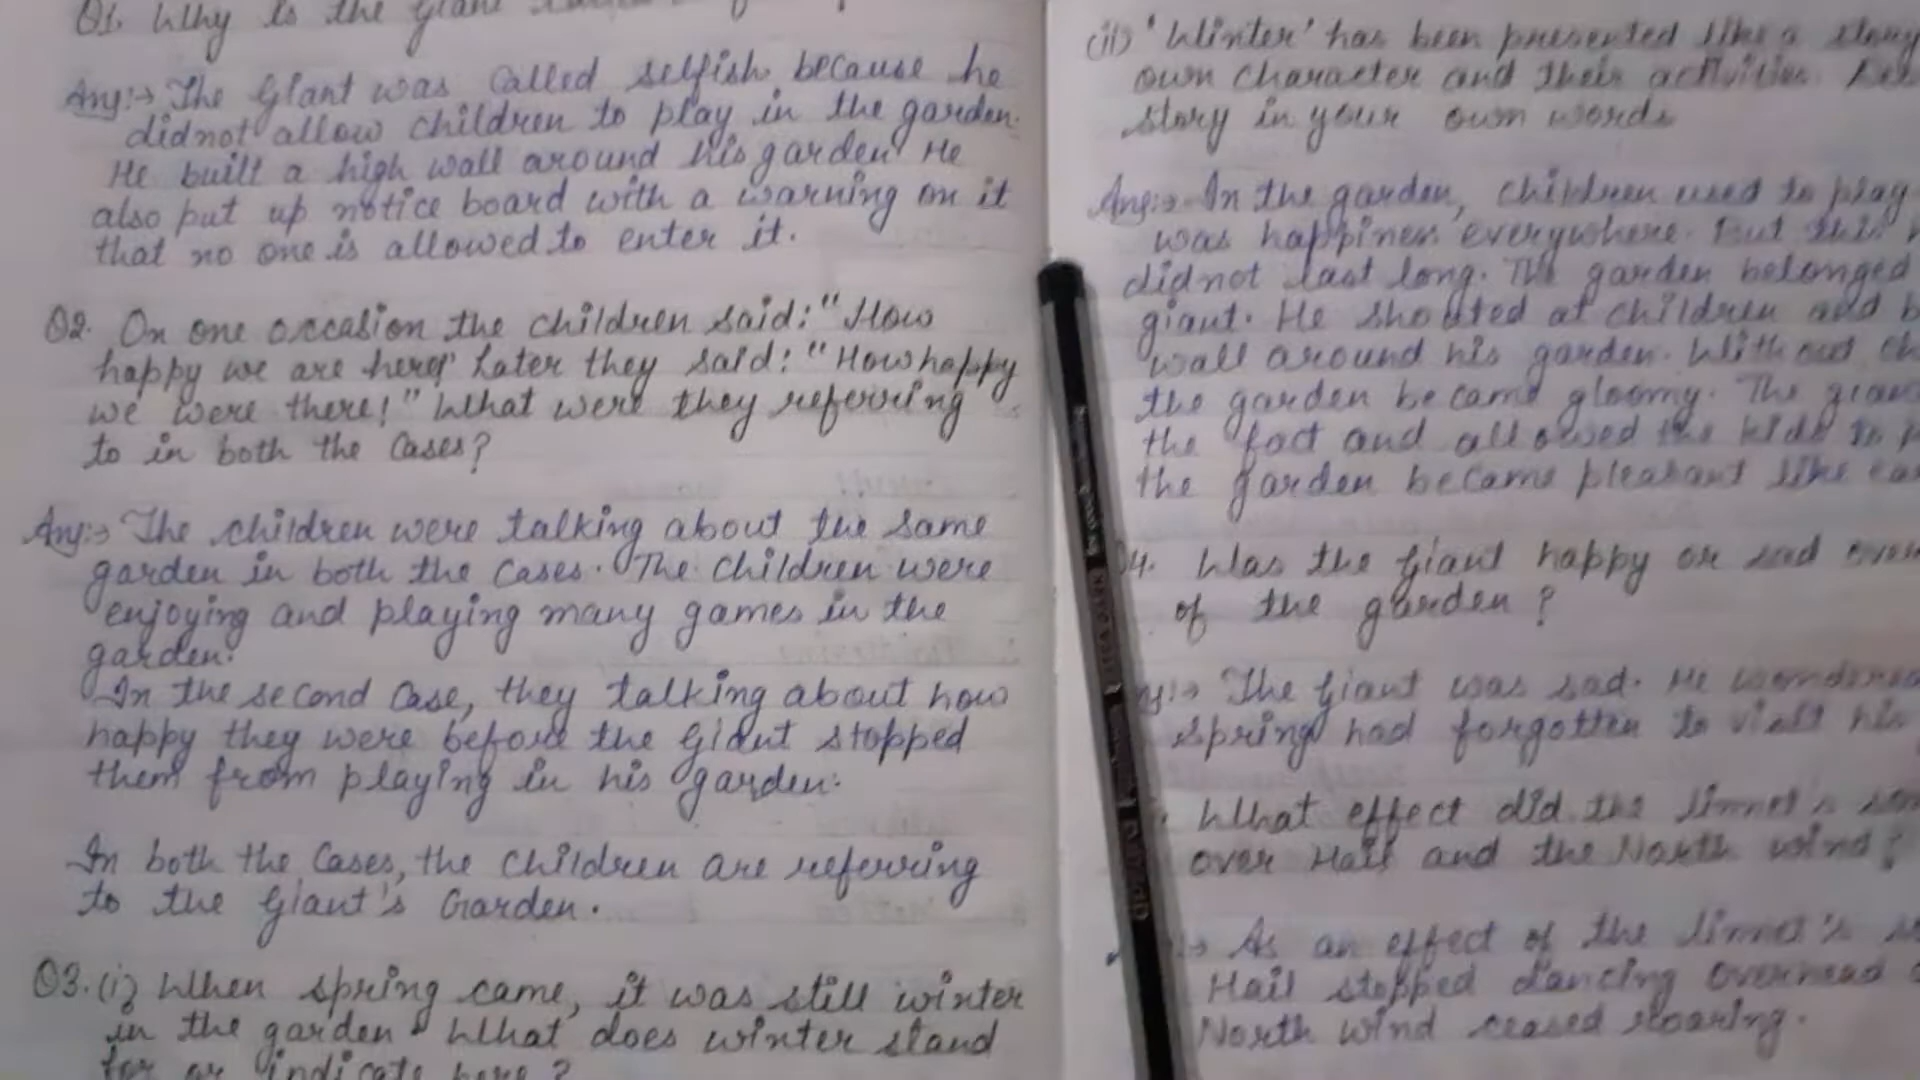 Q1. Why is the Giant
Ans:→ The Giant was called selfish because he
didnot allow children to play in the garden.
He built a high wall around his garden. He
also put up notice board with a warning on it
that no one is allowed to enter it.
Q2. On one occasion the children said: "How
happy we are here" Later they said: "How happy
we were there!" What were they referring
to in both the Cases?
Ans:→ The children were talking about the same
garden in both the Cases. The children were
enjoying and playing many games in the
garden.
In the second Case, they talking about how
happy they were before the Giant stopped
them from playing in his garden.
In both the Cases, the children are referring
to the Giant's Garden.
Q3. (i) When spring came, it was still winter
in the garden. What does winter stand
for or indicate here?
(ii) 'Winter' has been presented like a story
own character and their activities.
story in your own words
Ans:→ In the garden, children used to play
was happiness everywhere. But this
didnot last long. The garden belonged
giant. He shouted at children and
wall around his garden. Without
the garden became gloomy. The
the fact and allowed the kids to
the garden became pleasant like
4. Was the Giant happy or sad over
of the garden?
The Giant was sad. He wondered
spring had forgotten to visit his
What effect did the linnet's
over Hail and the North wind?
As an effect of the linnet's
Hail stopped dancing overhead
North wind ceased roaring.